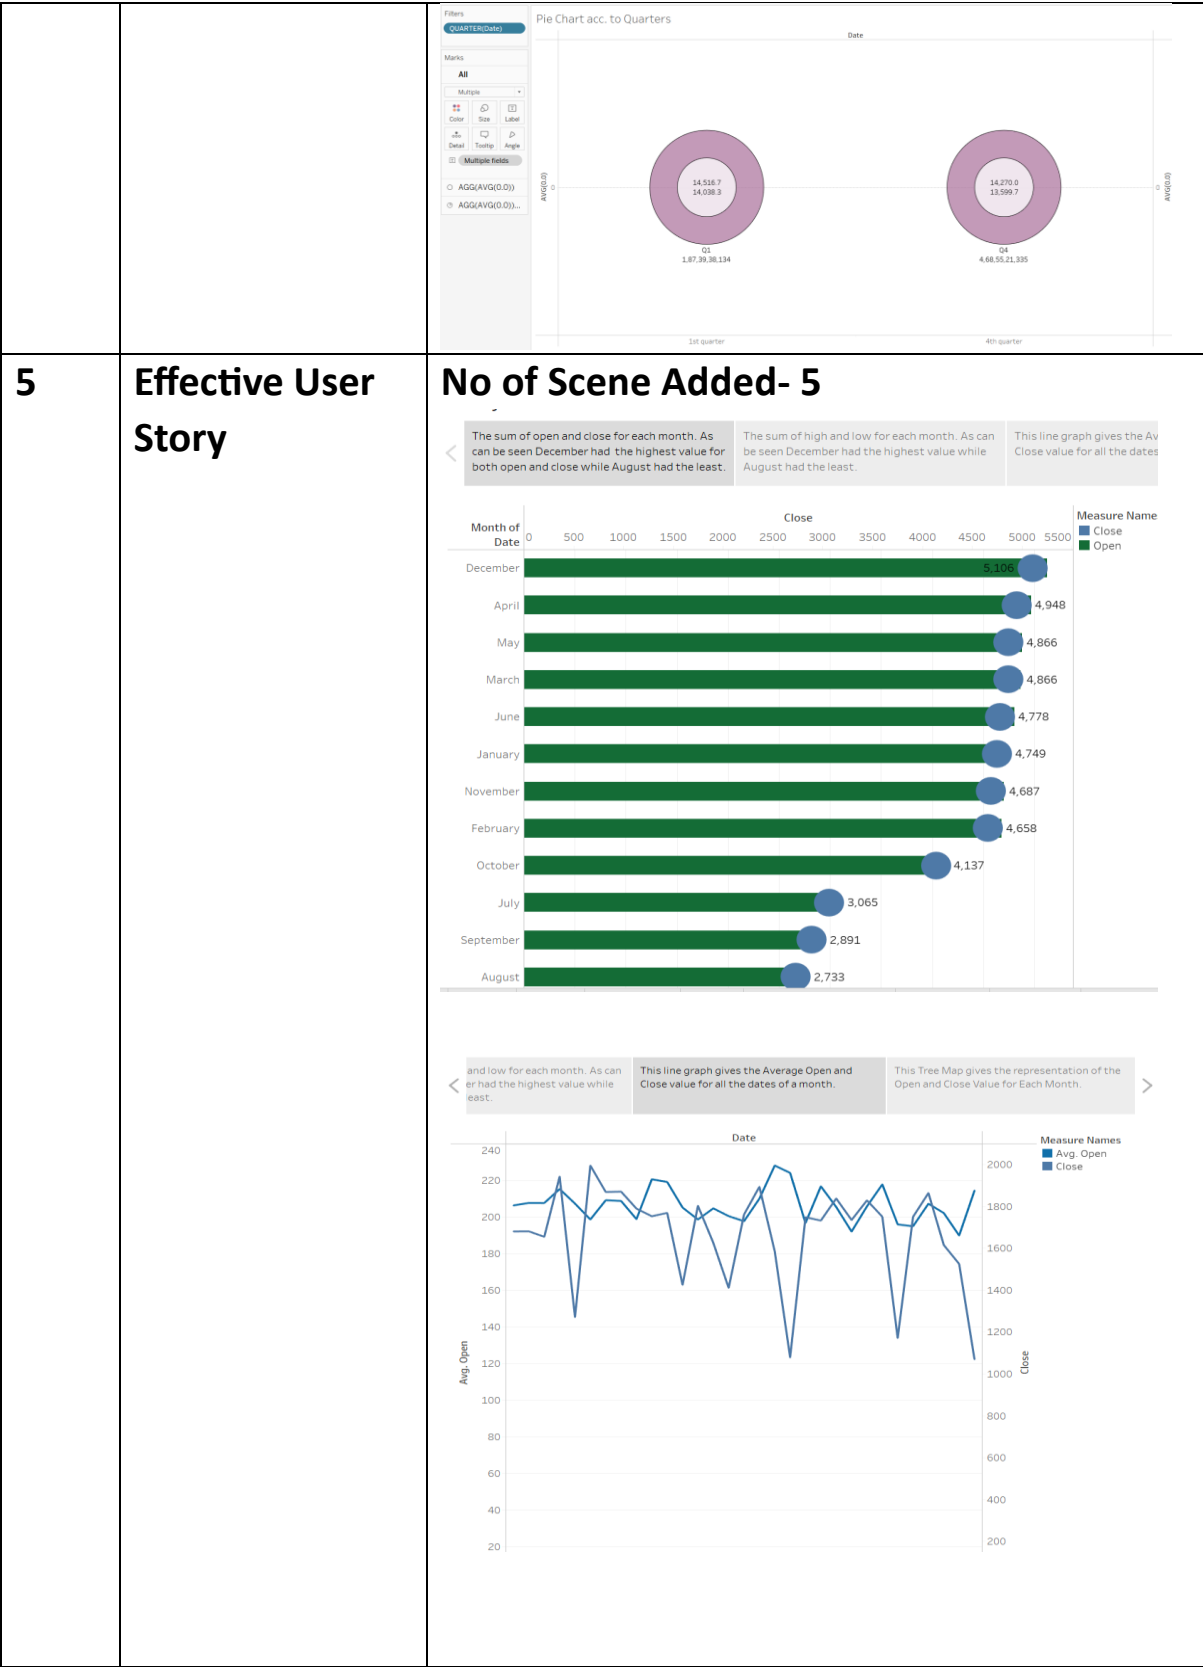 Filters
QUARTER(Date)
Marks
All
Multiple
Color Size Label
Detail Tooltip Angle
Multiple fields
AGG(AVG(0.0))
AGG(AVG(0.0))...
Pie Chart acc. to Quarters
Date
AVG(0.0)
0
14,516.7
14,038.3
Q1
1,87,39,38,134
14,270.0
13,599.7
Q4
4,68,55,21,335
0
AVG(0.0)
1st quarter 4th quarter
5
Effective User
Story
No of Scene Added- 5
The sum of open and close for each month. As
can be seen December had the highest value for
both open and close while August had the least.
The sum of high and low for each month. As can
be seen December had the highest value while
August had the least.
This line graph gives the Av
Close value for all the dates
Close
Month of
Date
0 500 1000 1500 2000 2500 3000 3500 4000 4500 5000 5500
Measure Name
Close
Open
December 5,106
April 4,948
May 4,866
March 4,866
June 4,778
January 4,749
November 4,687
February 4,658
October 4,137
July 3,065
September 2,891
August 2,733
and low for each month. As can
er had the highest value while
east.
This line graph gives the Average Open and
Close value for all the dates of a month.
This Tree Map gives the representation of the
Open and Close Value for Each Month.
Date
Measure Names
Avg. Open
Close
240
220
200
180
160
140
120
100
80
60
40
20
Avg. Open
2000
1800
1600
1400
1200
1000
800
600
400
200
Close